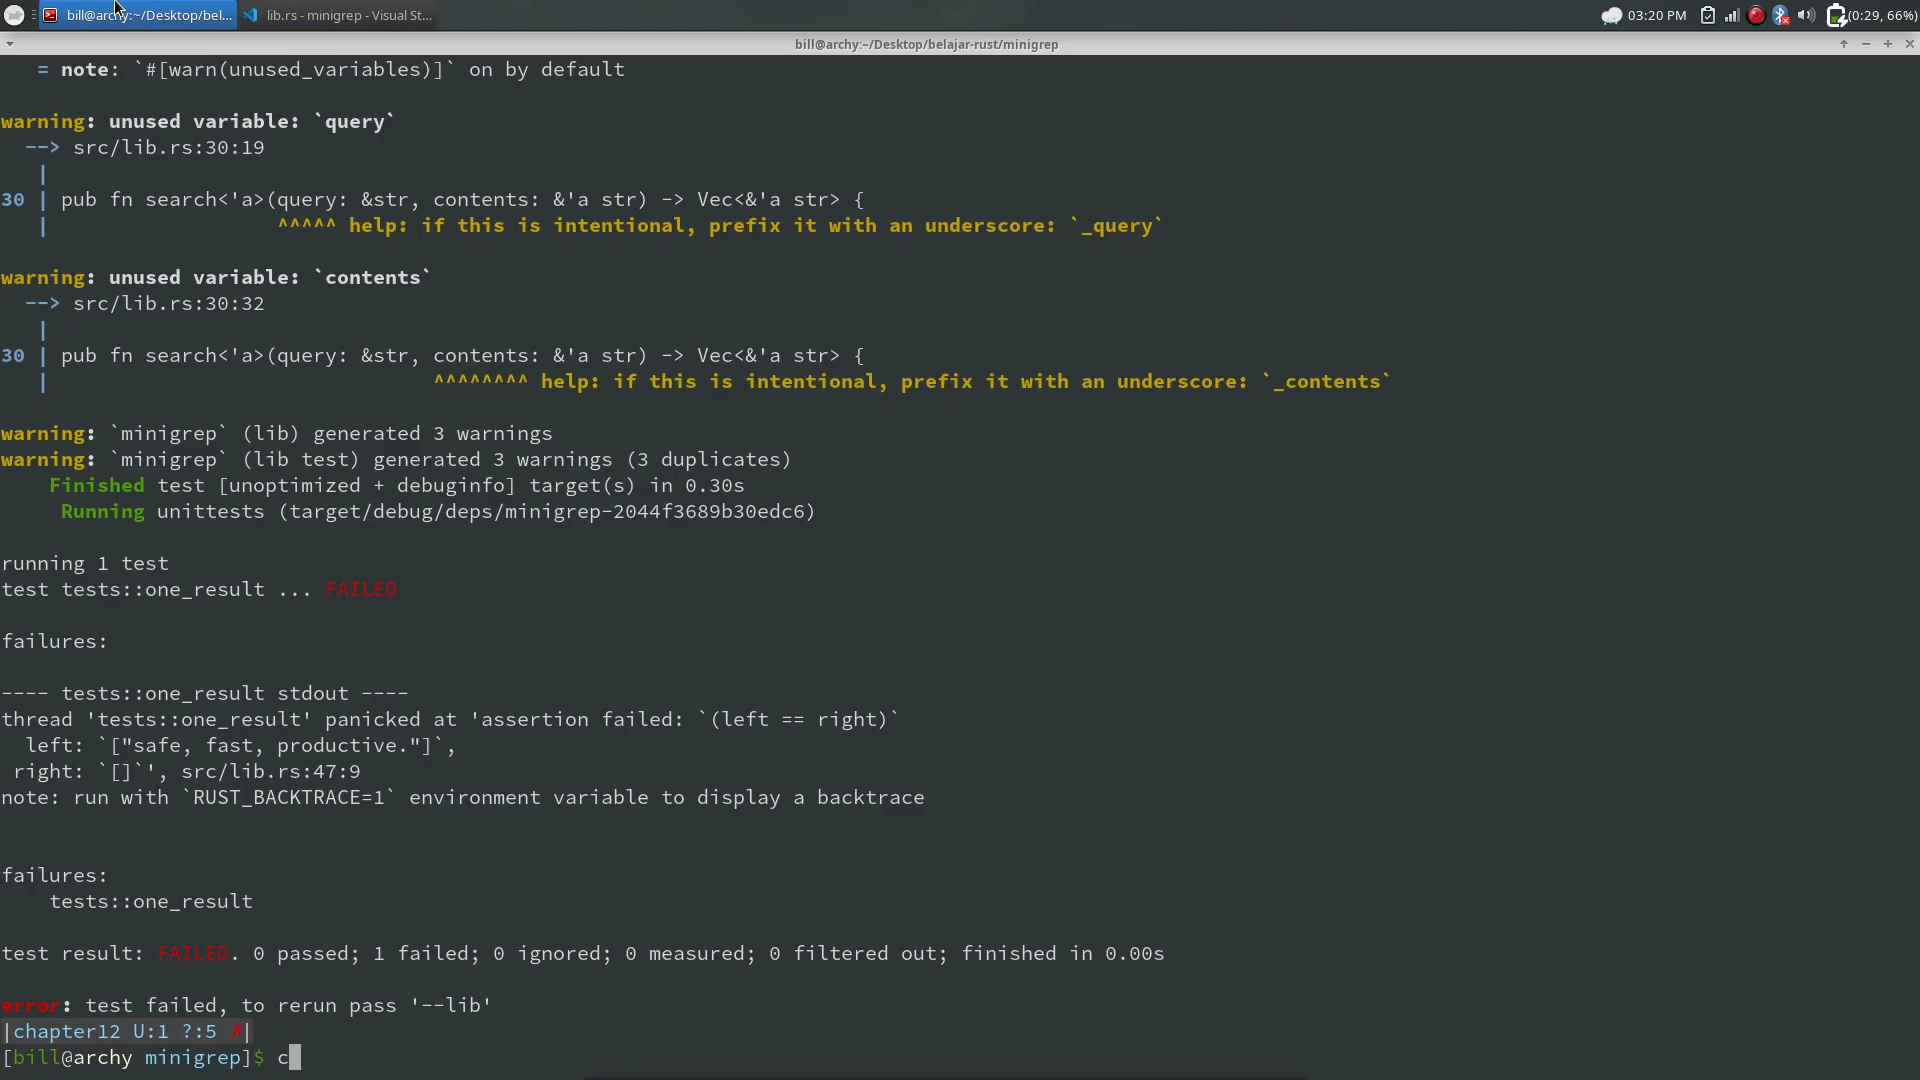 bill@archy:~/Desktop/bel...
lib.rs - minigrep - Visual St...
03:20 PM
(0:29, 66%)
bill@archy:~/Desktop/belajar-rust/minigrep
= note: `#[warn(unused_variables)]` on by default
warning: unused variable: `query`
--> src/lib.rs:30:19
|
30 | pub fn search<'a>(query: &str, contents: &'a str) -> Vec<&'a str> {
| ^^^^^ help: if this is intentional, prefix it with an underscore: `_query`
warning: unused variable: `contents`
--> src/lib.rs:30:32
|
30 | pub fn search<'a>(query: &str, contents: &'a str) -> Vec<&'a str> {
| ^^^^^^^^ help: if this is intentional, prefix it with an underscore: `_contents`
warning: `minigrep` (lib) generated 3 warnings
warning: `minigrep` (lib test) generated 3 warnings (3 duplicates)
Finished test [unoptimized + debuginfo] target(s) in 0.30s
Running unittests (target/debug/deps/minigrep-2044f3689b30edc6)
running 1 test
test tests::one_result ... FAILED
failures:
---- tests::one_result stdout ----
thread 'tests::one_result' panicked at 'assertion failed: `(left == right)`
left: `["safe, fast, productive."]`,
right: `[]`', src/lib.rs:47:9
note: run with `RUST_BACKTRACE=1` environment variable to display a backtrace
failures:
tests::one_result
test result: FAILED. 0 passed; 1 failed; 0 ignored; 0 measured; 0 filtered out; finished in 0.00s
error: test failed, to rerun pass '--lib'
|chapter12 U:1 ?:5 ✗|
[bill@archy minigrep]$ c